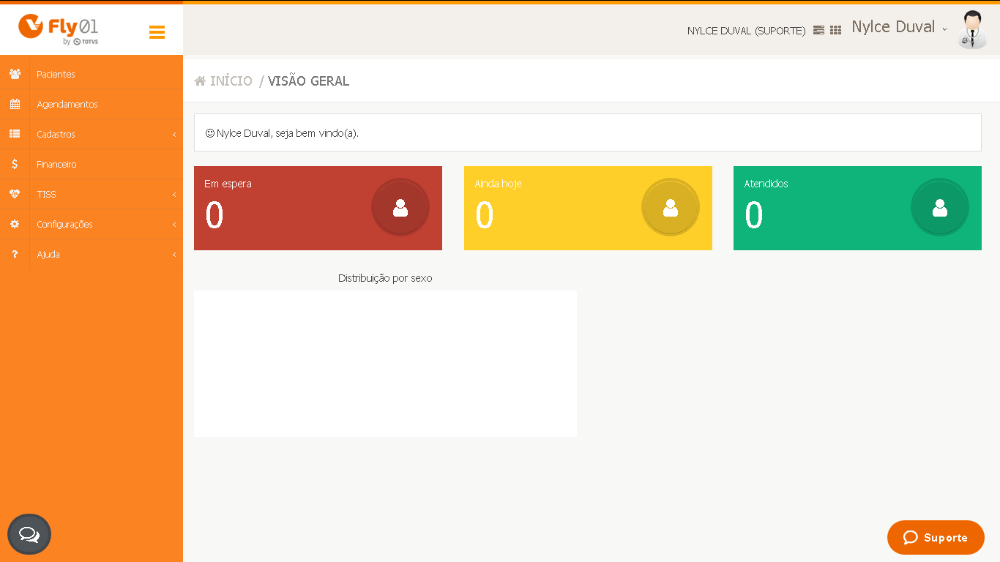 Fly01
by TOTVS
NYLCE DUVAL (SUPORTE)
Nylce Duval
Pacientes
Agendamentos
Cadastros
Financeiro
TISS
Configurações
Ajuda
INÍCIO / VISÃO GERAL
Nylce Duval, seja bem vindo(a).
Em espera
0
Ainda hoje
0
Atendidos
0
Distribuição por sexo
Suporte